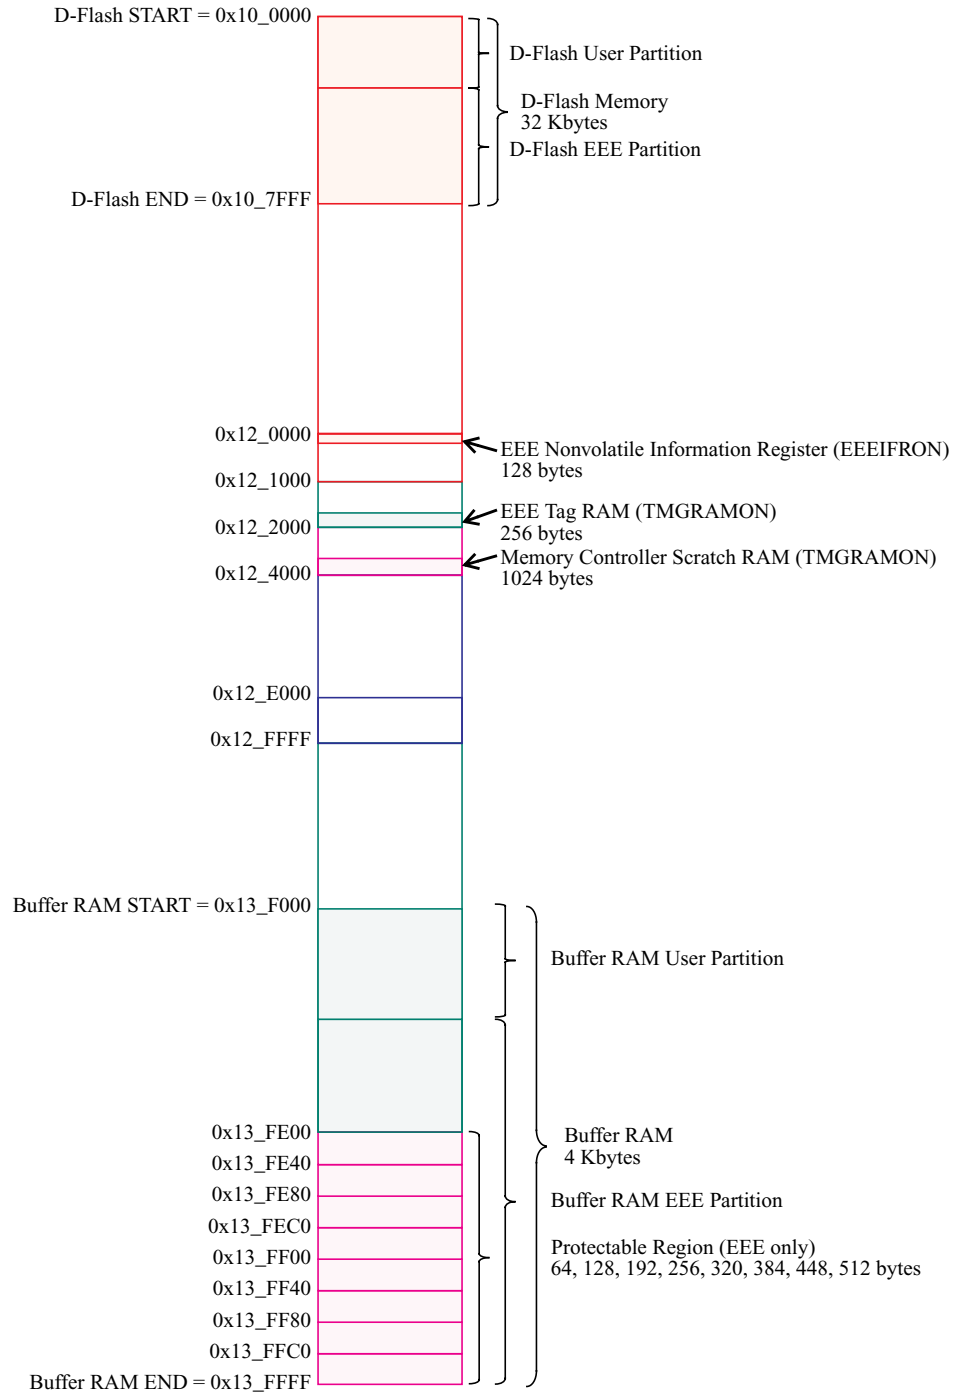 D-Flash START = 0x10_0000
D-Flash User Partition
D-Flash Memory
32 Kbytes
D-Flash EEE Partition
D-Flash END = 0x10_7FFF
0x12_0000
EEE Nonvolatile Information Register (EEEIFRON)
128 bytes
0x12_1000
EEE Tag RAM (TMGRAMON)
256 bytes
0x12_2000
Memory Controller Scratch RAM (TMGRAMON)
1024 bytes
0x12_4000
0x12_E000
0x12_FFFF
Buffer RAM START = 0x13_F000
Buffer RAM User Partition
0x13_FE00
Buffer RAM
4 Kbytes
0x13_FE40
0x13_FE80
Buffer RAM EEE Partition
0x13_FEC0
Protectable Region (EEE only)
64, 128, 192, 256, 320, 384, 448, 512 bytes
0x13_FF00
0x13_FF40
0x13_FF80
0x13_FFC0
Buffer RAM END = 0x13_FFFF